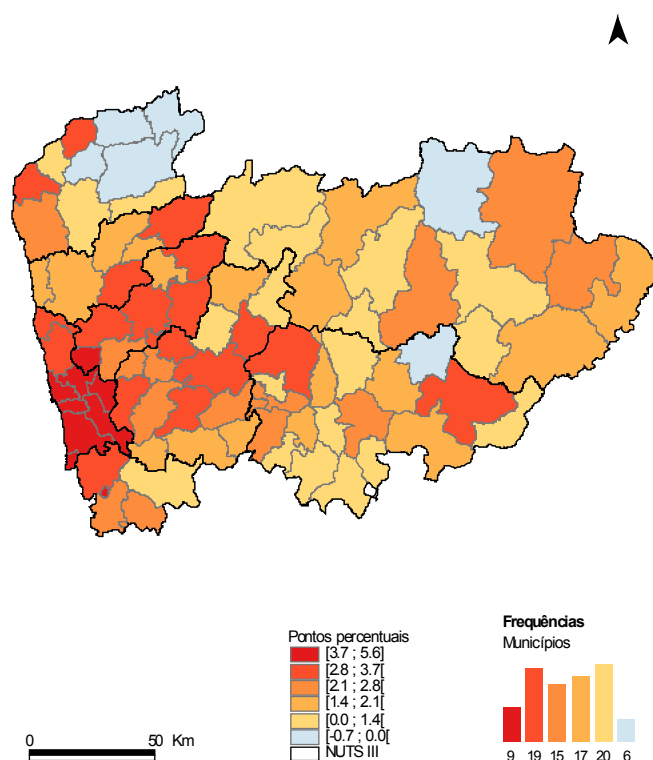 Pontos percentuais
[3.7 ; 5.6[
[2.8 ; 3.7[
[2.1 ; 2.8[
[1.4 ; 2.1[
[0.0 ; 1.4[
[-0.7 ; 0.0[
NUTS III
Frequências
Municípios
9 19 15 17 20 6
0 50 Km